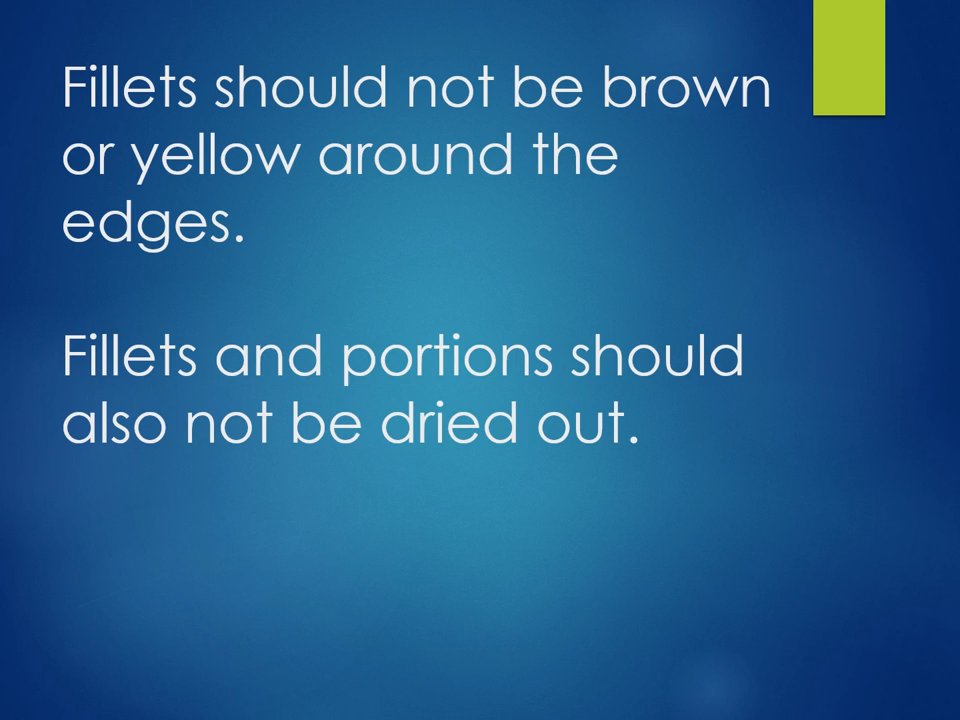 Fillets should not be brown
or yellow around the
edges.
Fillets and portions should
also not be dried out.